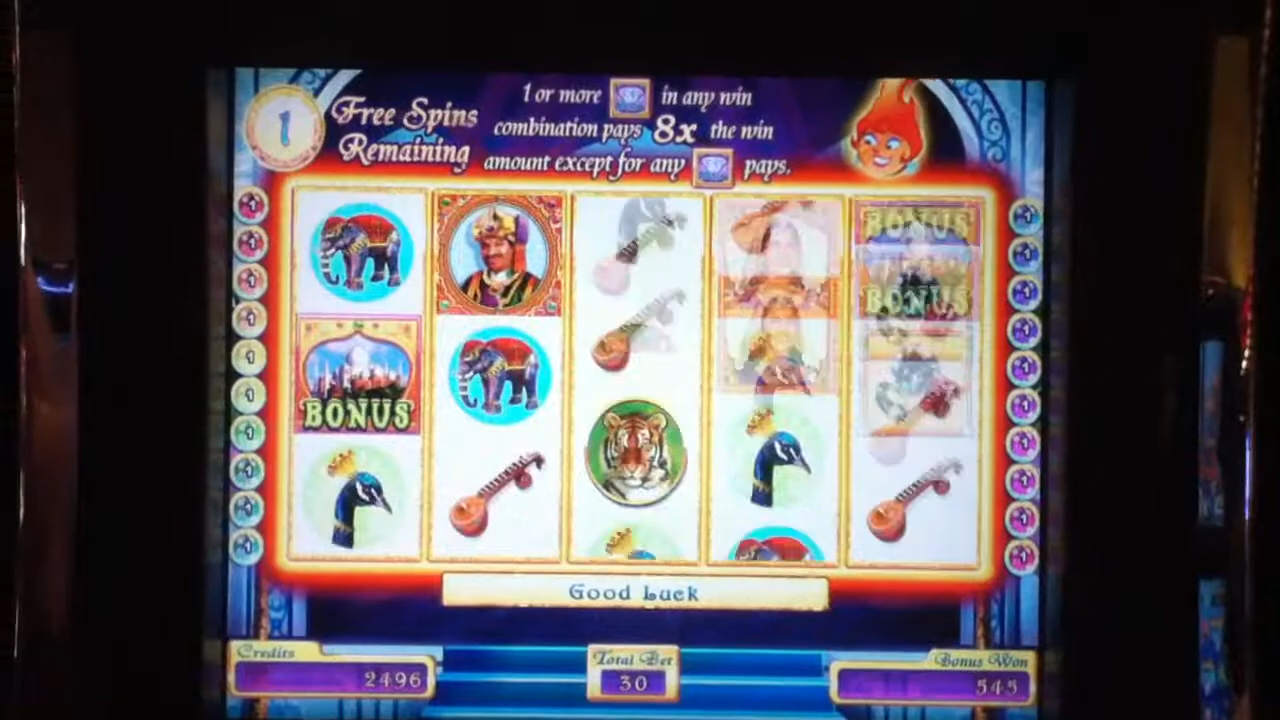 1
Free Spins
Remaining
1 or more in any win
combination pays 8x the win
amount except for any pays.
BONUS
BONUS
BONUS
Good Luck
Credits
2496
Total Bet
30
Bonus Won
545